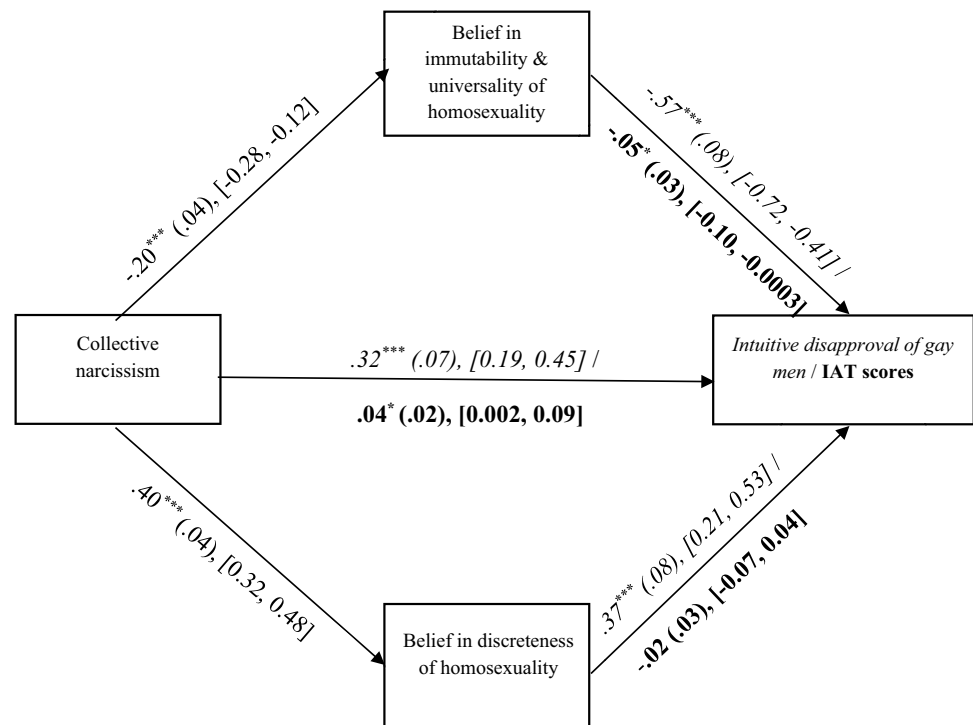 Belief in
immutability &
universality of
homosexuality
-.20*** (.04), [-0.28, -0.12]
-.57*** (.08), [-0.72, -0.41] /
-.05* (.03), [-0.10, -0.0003]
Collective
narcissism
.32*** (.07), [0.19, 0.45] /
.04* (.02), [0.002, 0.09]
Intuitive disapproval of gay
men / IAT scores
.40*** (.04), [0.32, 0.48]
.37*** (.08), [0.21, 0.53] /
-.02 (.03), [-0.07, 0.04]
Belief in discreteness
of homosexuality